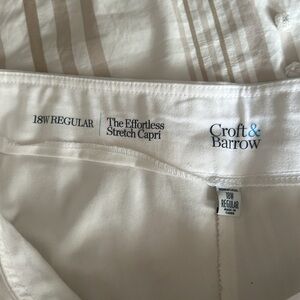 18W REGULAR
The Effortless
Stretch Capri
Croft&
Barrow
18W
REGULAR